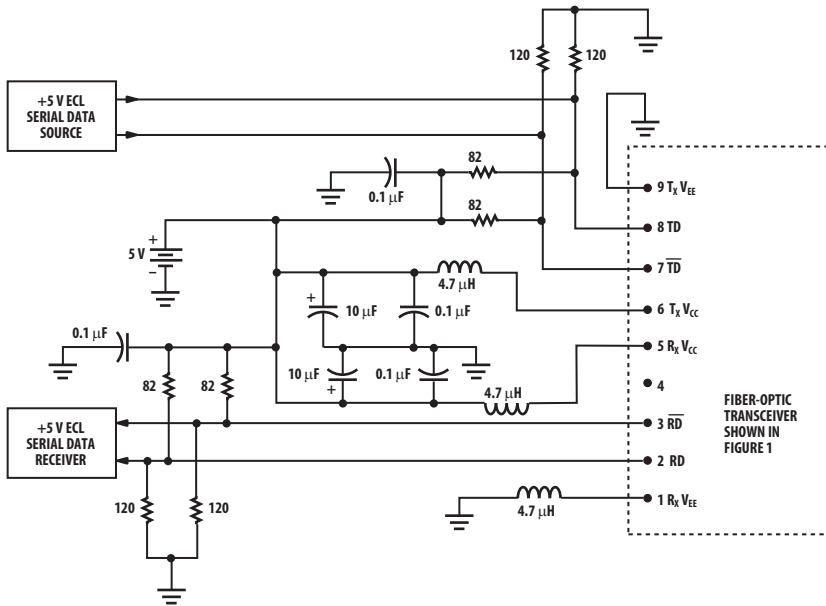 120
120
+5 V ECL
SERIAL DATA
SOURCE
82
0.1 μF
82
9 TX VEE
8 TD
7 T̅D̅
6 TX VCC
5 RX VCC
4
3 R̅D̅
2 RD
1 RX VEE
+
5 V
–
4.7 μH
+
10 μF
0.1 μF
0.1 μF
10 μF
+
0.1 μF
4.7 μH
82
82
+5 V ECL
SERIAL DATA
RECEIVER
FIBER-OPTIC
TRANSCEIVER
SHOWN IN
FIGURE 1
120
120
4.7 μH